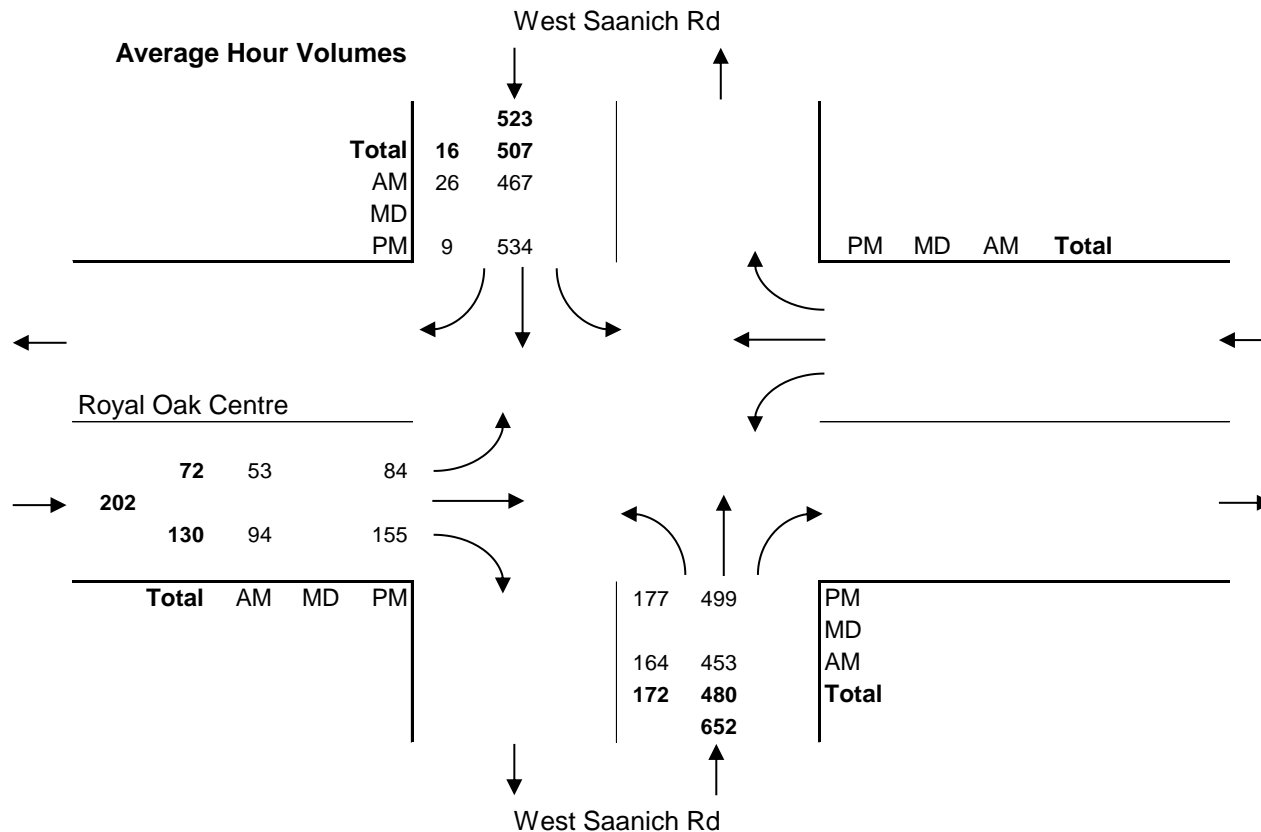 West Saanich Rd
Average Hour Volumes
523
Total 16 507
AM 26 467
MD
PM 9 534
PM MD AM Total
Royal Oak Centre
72 53 84
202
130 94 155
Total AM MD PM
177 499 PM
MD
164 453 AM
172 480 Total
652
West Saanich Rd